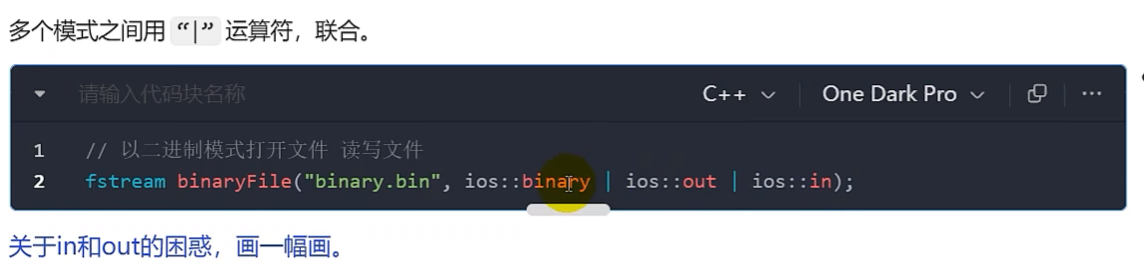 多个模式之间用 “|” 运算符，联合。
请输入代码块名称 C++ One Dark Pro
1 // 以二进制模式打开文件 读写文件
2 fstream binaryFile("binary.bin", ios::binary | ios::out | ios::in);
关于in和out的困惑，画一幅画。